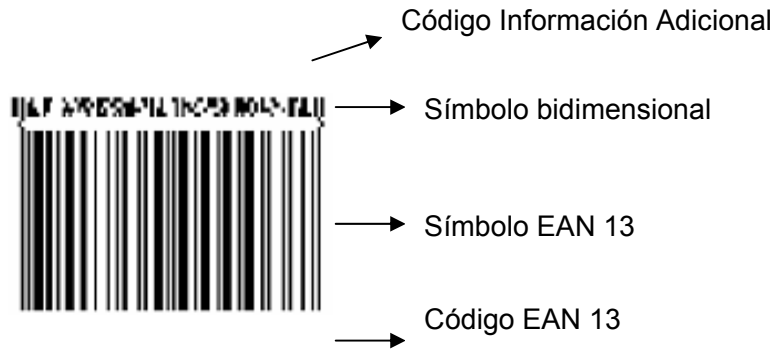 Código Información Adicional
Símbolo bidimensional
Símbolo EAN 13
Código EAN 13